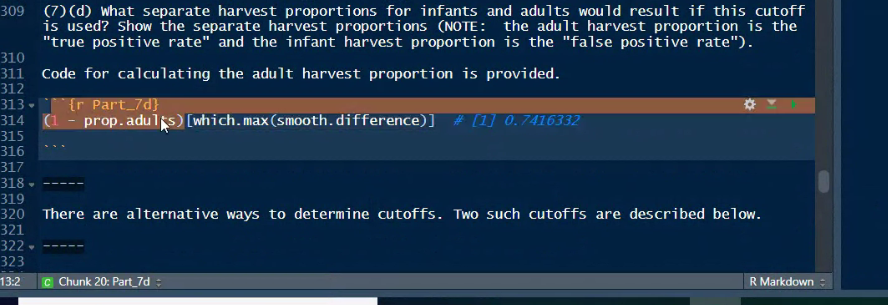 309 (7)(d) What separate harvest proportions for infants and adults would result if this cutoff
is used? Show the separate harvest proportions (NOTE:  the adult harvest proportion is the
"true positive rate" and the infant harvest proportion is the "false positive rate").
310
311 Code for calculating the adult harvest proportion is provided.
312
313 ```{r Part_7d}
314 (1 - prop.adults)[which.max(smooth.difference)]  # [1] 0.7416332
315
316 ```
317
318 -----
319
320 There are alternative ways to determine cutoffs. Two such cutoffs are described below.
321
322 -----
323
13:2 C Chunk 20: Part_7d R Markdown